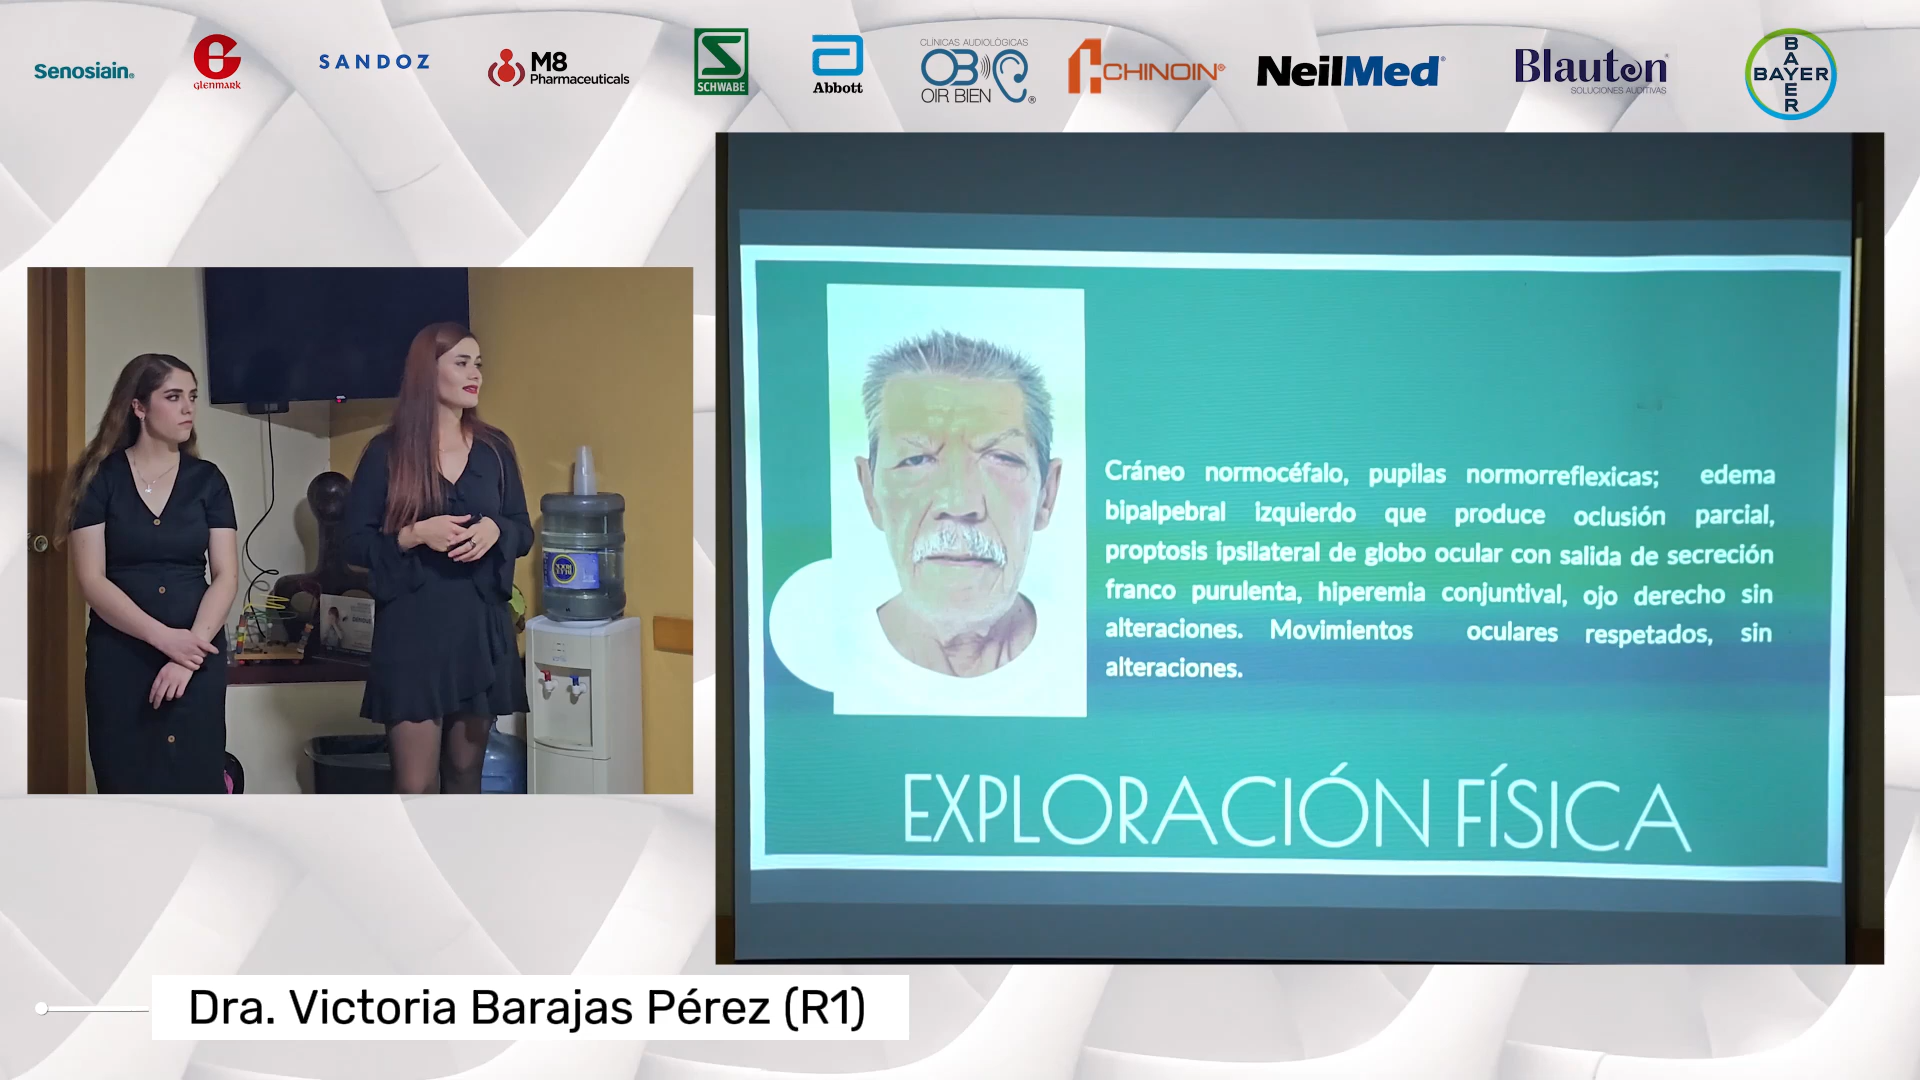 Senosiain®
Glenmark
SANDOZ
M8
Pharmaceuticals
SCHWABE
Abbott
CLÍNICAS AUDIOLÓGICAS
OB
OIR BIEN ®
CHINOIN®
NeilMed®
Blauton
SOLUCIONES AUDITIVAS
BAYER
BAYER
Cráneo normocéfalo, pupilas normorreflexicas; edema
bipalpebral izquierdo que produce oclusión parcial,
proptosis ipsilateral de globo ocular con salida de secreción
franco purulenta, hiperemia conjuntival, ojo derecho sin
alteraciones. Movimientos oculares respetados, sin
alteraciones.
EXPLORACIÓN FÍSICA
Dra. Victoria Barajas Pérez (R1)